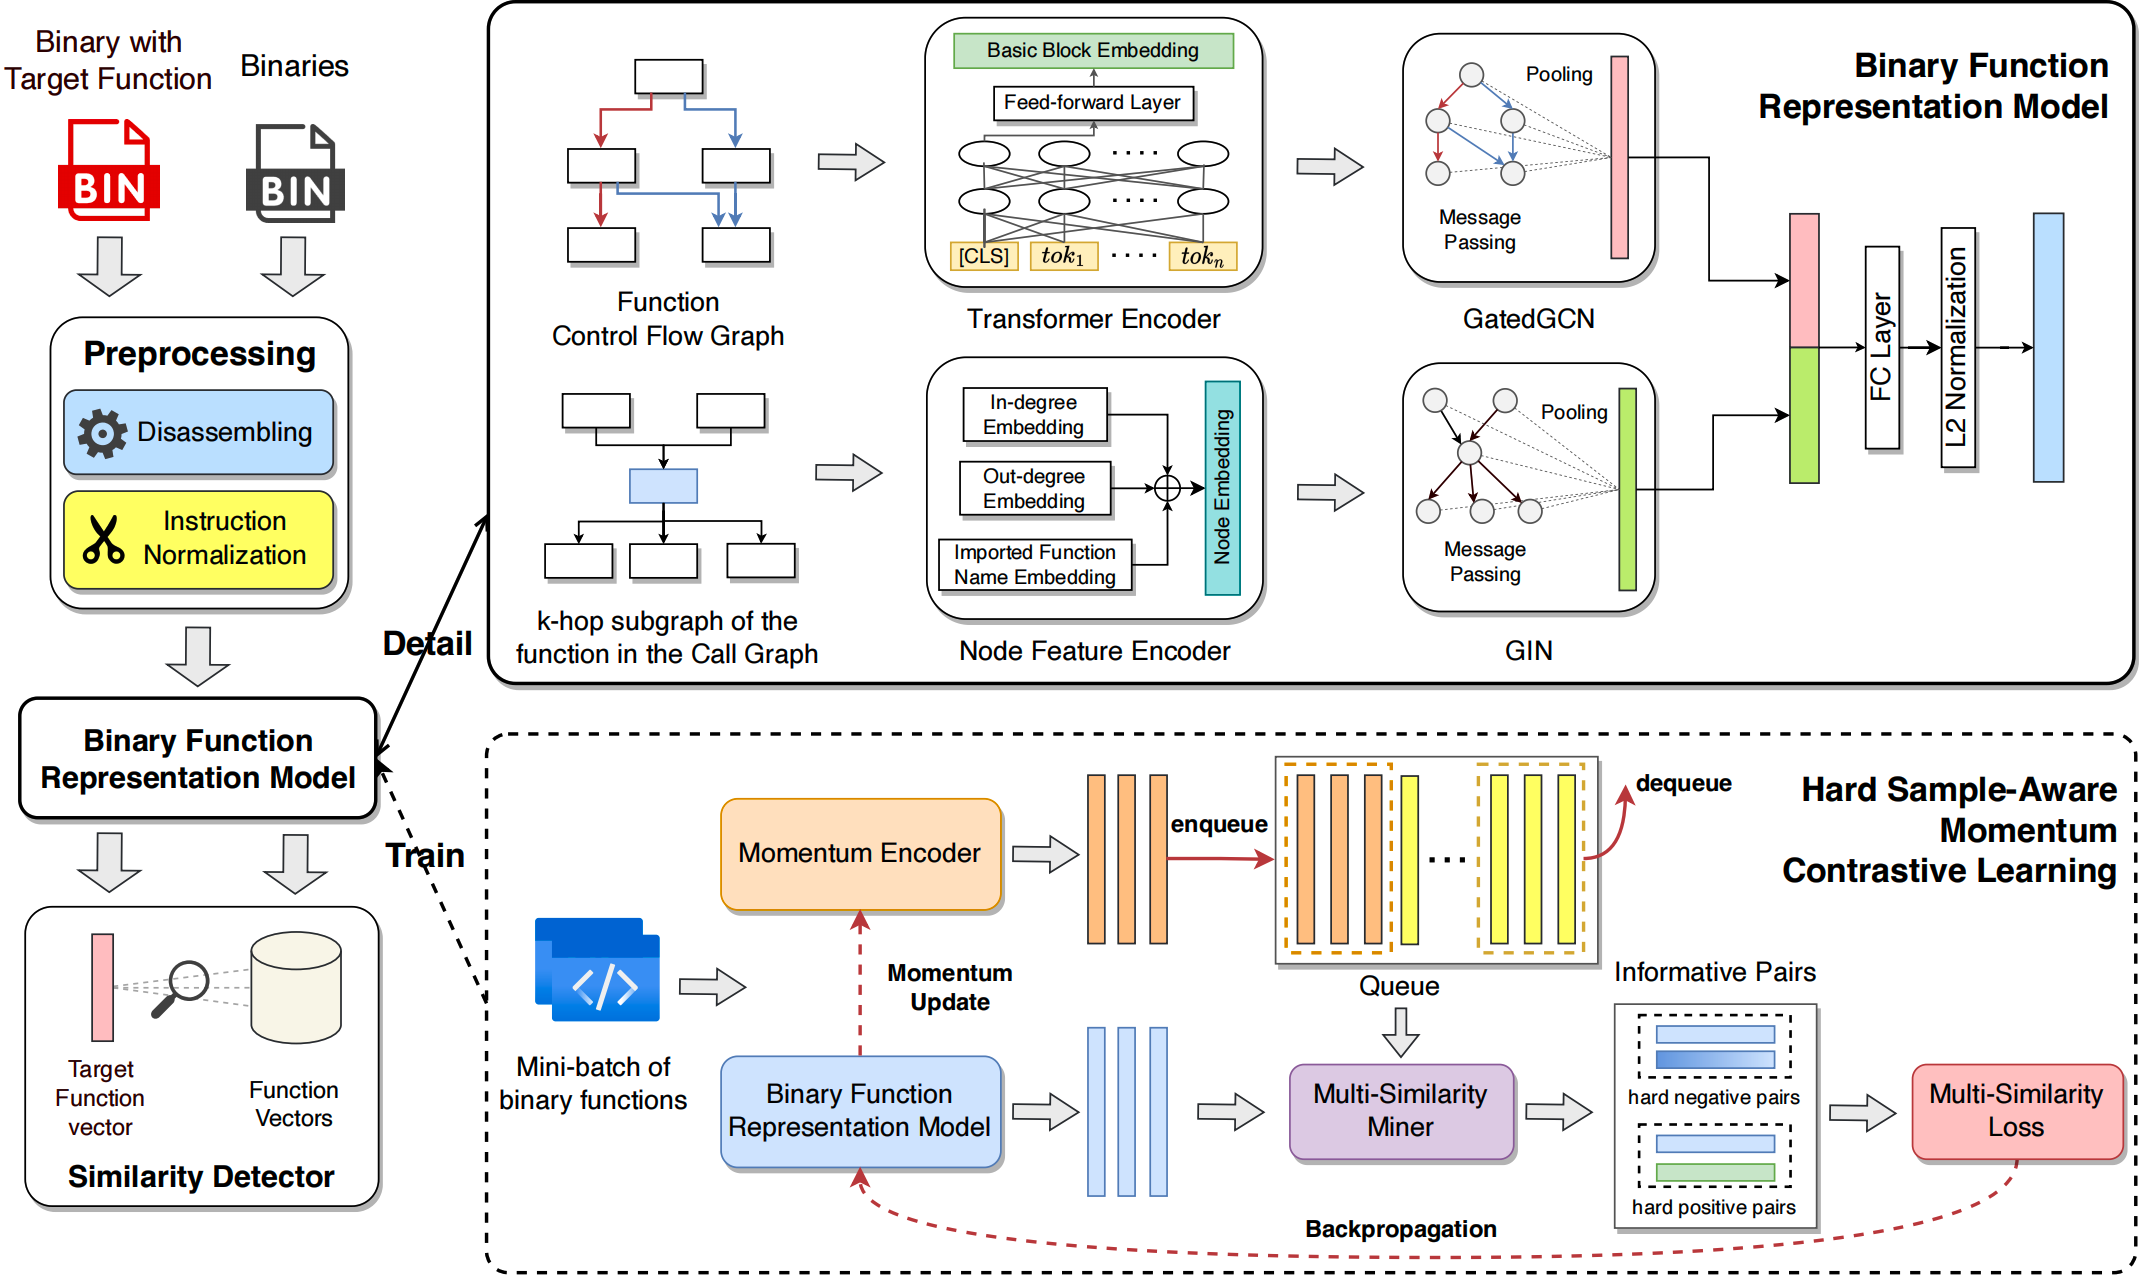 Binary with
Target Function
Binaries
BIN
BIN
Preprocessing
Disassembling
Instruction
Normalization
Binary Function
Representation Model
Detail
Train
Target
Function
vector
Function
Vectors
Similarity Detector
Binary Function
Representation Model
Function
Control Flow Graph
Basic Block Embedding
Feed-forward Layer
[CLS]
tok1
tokn
Transformer Encoder
Pooling
Message
Passing
GatedGCN
k-hop subgraph of the
function in the Call Graph
In-degree
Embedding
Out-degree
Embedding
Imported Function
Name Embedding
Node Embedding
Node Feature Encoder
Pooling
Message
Passing
GIN
FC Layer
L2 Normalization
Hard Sample-Aware
Momentum
Contrastive Learning
Mini-batch of
binary functions
Momentum Encoder
Momentum
Update
Binary Function
Representation Model
enqueue
dequeue
Queue
Multi-Similarity
Miner
Informative Pairs
hard negative pairs
hard positive pairs
Multi-Similarity
Loss
Backpropagation